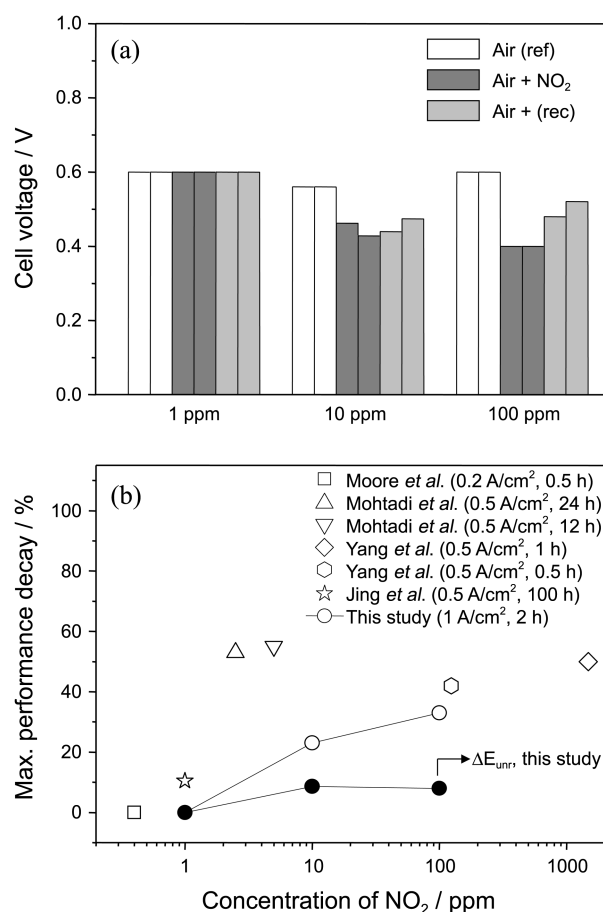 (a)
Air (ref)
Air + NO₂
Air + (rec)
Cell voltage / V
1.0
0.8
0.6
0.4
0.2
0.0
1 ppm 10 ppm 100 ppm
(b)
Moore et al. (0.2 A/cm², 0.5 h)
Mohtadi et al. (0.5 A/cm², 24 h)
Mohtadi et al. (0.5 A/cm², 12 h)
Yang et al. (0.5 A/cm², 1 h)
Yang et al. (0.5 A/cm², 0.5 h)
Jing et al. (0.5 A/cm², 100 h)
This study (1 A/cm², 2 h)
Max. performance decay / %
100
80
60
40
20
0
ΔEunr, this study
1 10 100 1000
Concentration of NO₂ / ppm